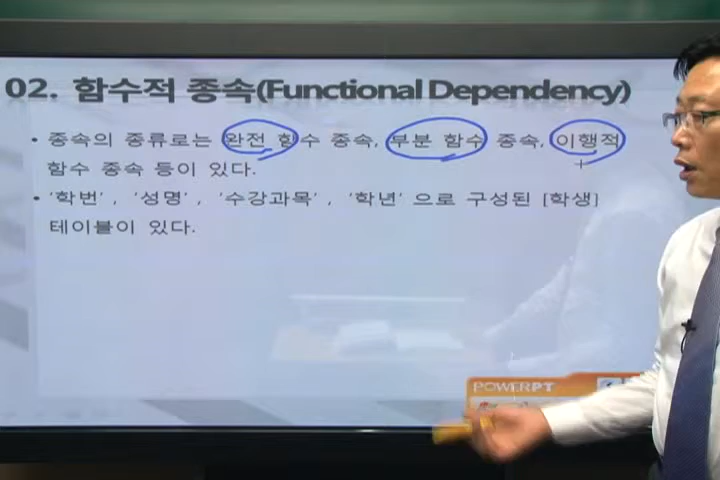 02. 함수적 종속(Functional Dependency)
• 종속의 종류로는 완전 함수 종속, 부분 함수 종속, 이행적
함수 종속 등이 있다.
• ‘학번’, ‘성명’, ‘수강과목’, ‘학년’ 으로 구성된 [학생]
테이블이 있다.
POWERPT